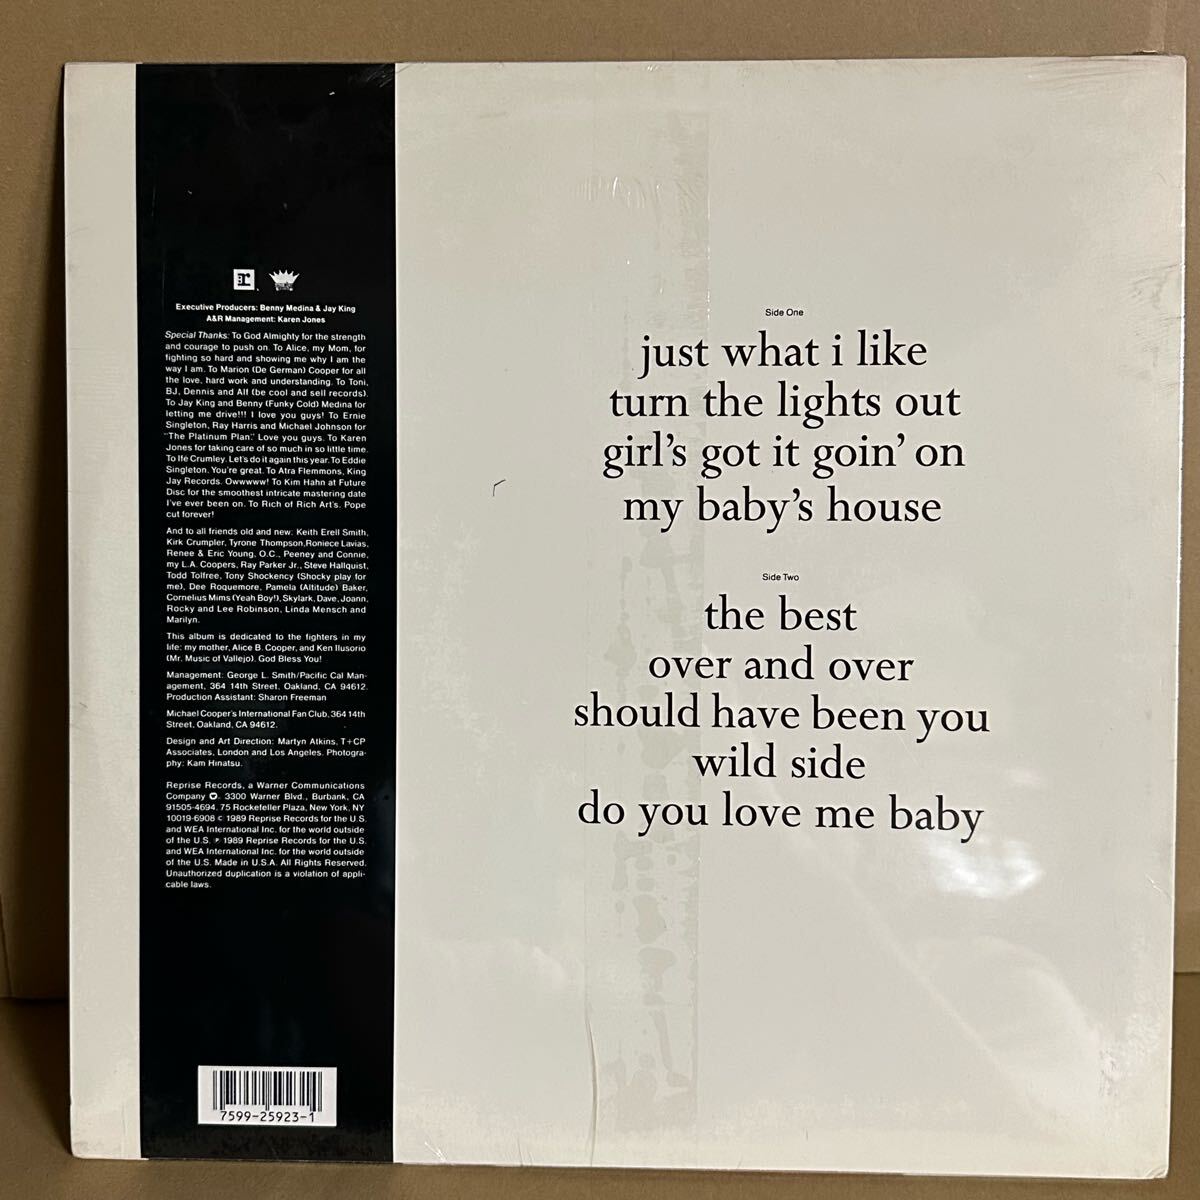 Executive Producers: Benny Medina & Jay King
A&R Management: Karen Jones
Special Thanks: To God Almighty for the strength
and courage to push on. To Alice, my Mom, for
fighting so hard and showing me why I am the
way I am. To Marion (De German) Cooper for all
the love, hard work and understanding. To Toni,
BJ, Dennis and Alf (be cool and sell records).
To Jay King and Benny (Funky Cold) Medina for
letting me drive!!! I love you guys! To Ernie
Singleton, Ray Harris and Michael Johnson for
"The Platinum Plan." Love you guys. To Karen
Jones for taking care of so much in so little time.
To Ifé Crumley. Let's do it again this year. To Eddie
Singleton. You're great. To Atra Flemmons, King
Jay Records. Owwwww! To Kim Hahn at Future
Disc for the smoothest intricate mastering date
I've ever been on. To Rich of Rich Art's. Pope
cut forever!
And to all friends old and new: Keith Erell Smith,
Kirk Crumpler, Tyrone Thompson, Roniece Lavias,
Renee & Eric Young, O.C., Peeney and Connie,
my L.A. Coopers, Ray Parker Jr., Steve Hallquist,
Todd Tolfree, Tony Shockency (Shocky play for
me), Dee Roquemore, Pamela (Altitude) Baker,
Cornelius Mims (Yeah Boy!), Skylark, Dave, Joann,
Rocky and Lee Robinson, Linda Mensch and
Marilyn.
This album is dedicated to the fighters in my
life: my mother, Alice B. Cooper, and Ken Ilusorio
(Mr. Music of Vallejo). God Bless You!
Management: George L. Smith/Pacific Cal Man-
agement, 364 14th Street, Oakland, CA 94612.
Production Assistant: Sharon Freeman
Michael Cooper's International Fan Club, 364 14th
Street, Oakland, CA 94612.
Design and Art Direction: Martyn Atkins, T+CP
Associates, London and Los Angeles. Photogra-
phy: Kam Hinatsu.
Reprise Records, a Warner Communications
Company. 3300 Warner Blvd., Burbank, CA
91505-4694. 75 Rockefeller Plaza, New York, NY
10019-6908 © 1989 Reprise Records for the U.S.
and WEA International Inc. for the world outside
of the U.S. ℗ 1989 Reprise Records for the U.S.
and WEA International Inc. for the world outside
of the U.S. Made in U.S.A. All Rights Reserved.
Unauthorized duplication is a violation of appli-
cable laws.
7599-25923-1
Side One
just what i like
turn the lights out
girl's got it goin' on
my baby's house
Side Two
the best
over and over
should have been you
wild side
do you love me baby